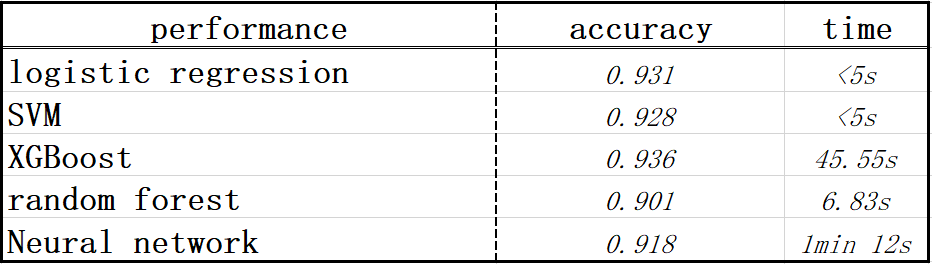 performance accuracy time
logistic regression 0.931 <5s
SVM 0.928 <5s
XGBoost 0.936 45.55s
random forest 0.901 6.83s
Neural network 0.918 1min 12s